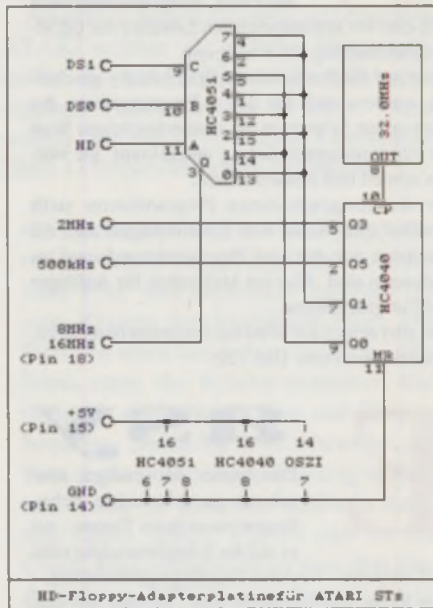 DS1
DS0
HD
C
B
A
Q
9
10
11
3
HC4051
7
6
5
4
3
2
1
0
4
2
5
1
12
15
14
13
32.0MHz
OUT
8
10
CP
2MHz
500kHz
8MHz
16MHz
(Pin 18)
Q3
5
Q5
2
Q1
7
Q0
9
HC4040
MR
11
+5V
(Pin 15)
16
16
14
HC4051
HC4040
OSZI
6 7 8
8
7
GND
(Pin 14)
HD-Floppy-Adapterplatinefür ATARI STs